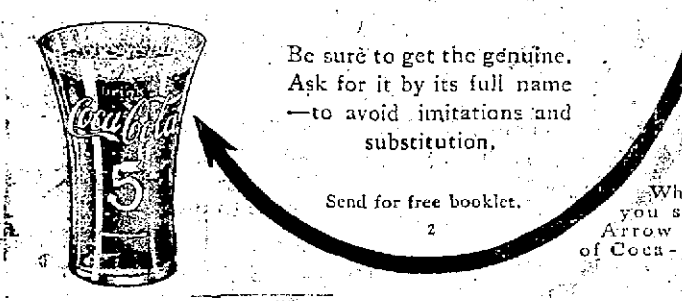 drink
Coca-Cola
5¢
Be sure to get the genuine.
Ask for it by its full name
—to avoid imitations and
substitution.
Send for free booklet.
2
Wh
you s
Arrow
of Coca-